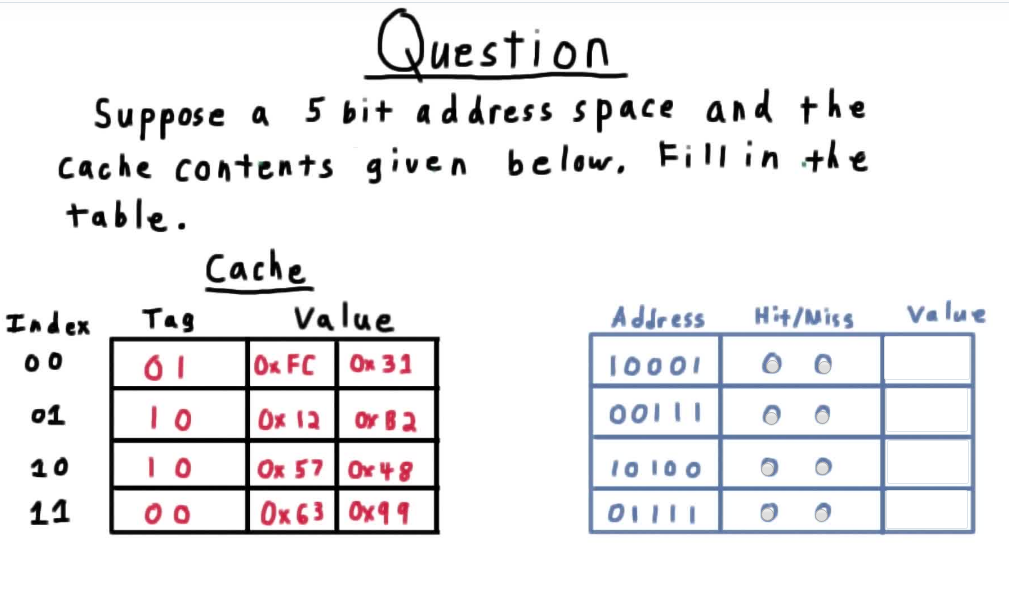 Question
Suppose a 5 bit address space and the
cache contents given below. Fill in the
table.
Cache
Index Tag Value
00 01 0xFC 0x31
01 10 0x12 0xB2
10 10 0x57 0x48
11 00 0x63 0x99
Address Hit/Miss Value
10001
00111
10100
01111